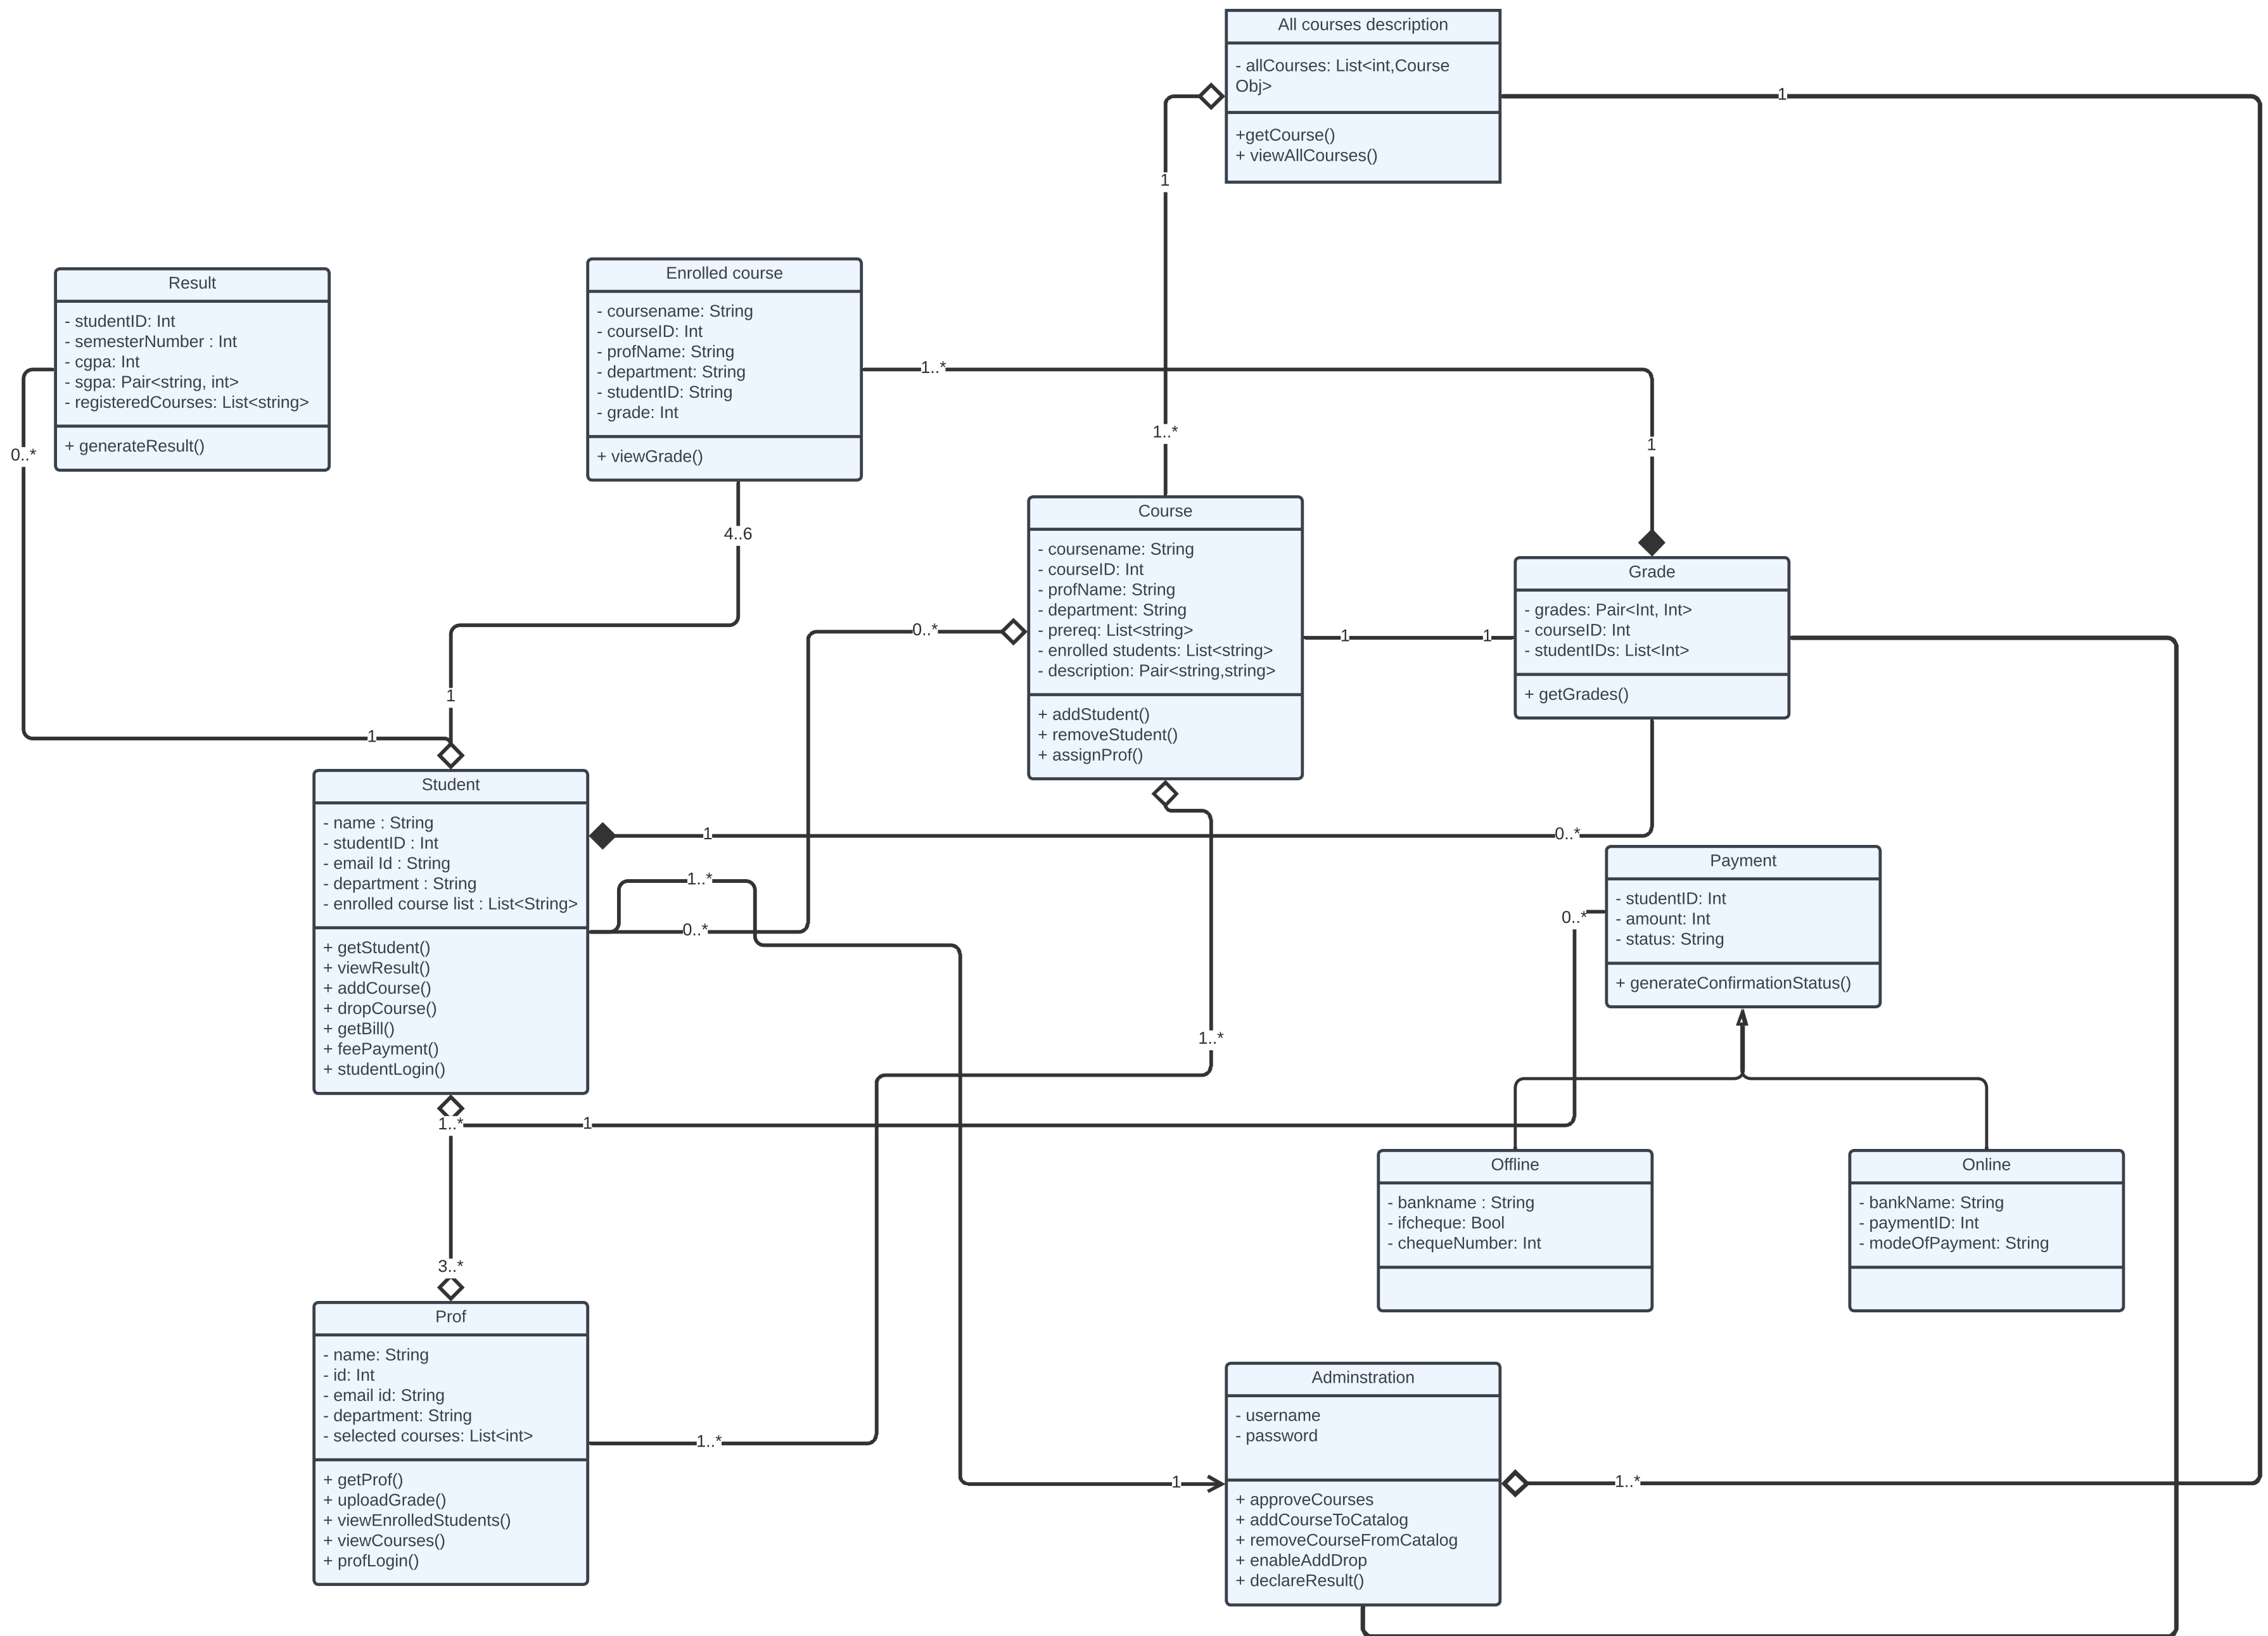 All courses description
- allCourses: List<int,Course
Obj>
+getCourse()
+ viewAllCourses()
1
1
Result
- studentID: Int
- semesterNumber : Int
- cgpa: Int
- sgpa: Pair<string, int>
- registeredCourses: List<string>
+ generateResult()
0..*
Enrolled course
- coursename: String
- courseID: Int
- profName: String
- department: String
- studentID: String
- grade: Int
+ viewGrade()
1..*
4..6
1..*
1
1
1
Course
- coursename: String
- courseID: Int
- profName: String
- department: String
- prereq: List<string>
- enrolled students: List<string>
- description: Pair<string,string>
+ addStudent()
+ removeStudent()
+ assignProf()
0..*
1
1
Grade
- grades: Pair<Int, Int>
- courseID: Int
- studentIDs: List<Int>
+ getGrades()
Student
- name : String
- studentID : Int
- email Id : String
- department : String
- enrolled course list : List<String>
+ getStudent()
+ viewResult()
+ addCourse()
+ dropCourse()
+ getBill()
+ feePayment()
+ studentLogin()
1
0..*
1..*
0..*
Payment
- studentID: Int
- amount: Int
- status: String
+ generateConfirmationStatus()
0..*
1..*
1..*
1
3..*
Offline
- bankname : String
- ifcheque: Bool
- chequeNumber: Int
Online
- bankName: String
- paymentID: Int
- modeOfPayment: String
Prof
- name: String
- id: Int
- email id: String
- department: String
- selected courses: List<int>
+ getProf()
+ uploadGrade()
+ viewEnrolledStudents()
+ viewCourses()
+ profLogin()
1..*
1
Adminstration
- username
- password
+ approveCourses
+ addCourseToCatalog
+ removeCourseFromCatalog
+ enableAddDrop
+ declareResult()
1..*